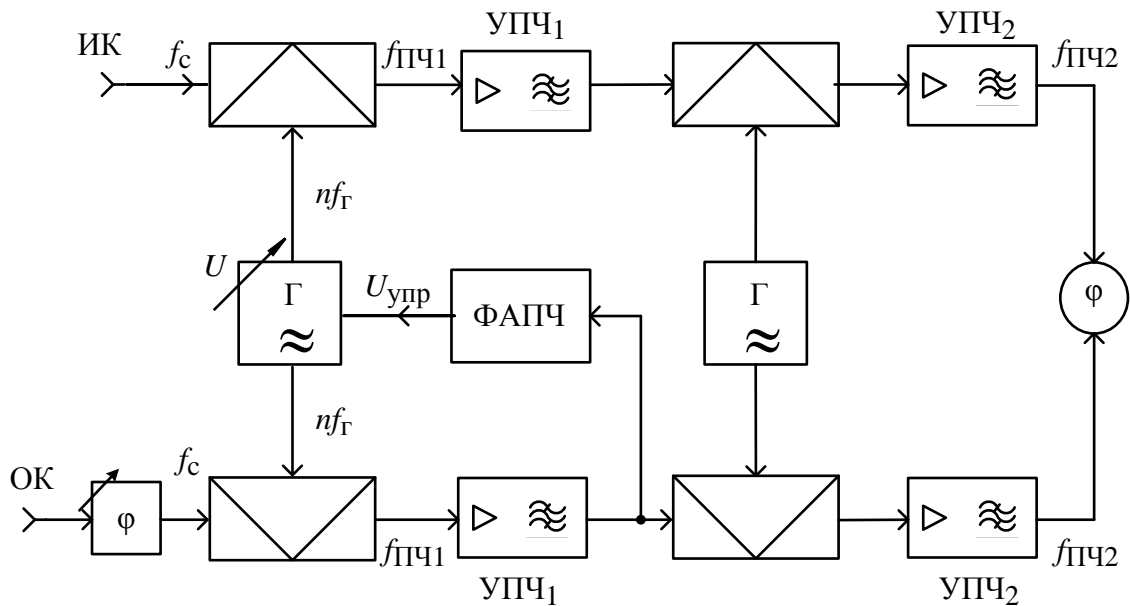 ИК
fс
fПЧ1
УПЧ1
УПЧ2
fПЧ2
nfГ
U
Г
Uупр
ФАПЧ
Г
φ
nfГ
ОК
φ
fс
fПЧ1
УПЧ1
УПЧ2
fПЧ2